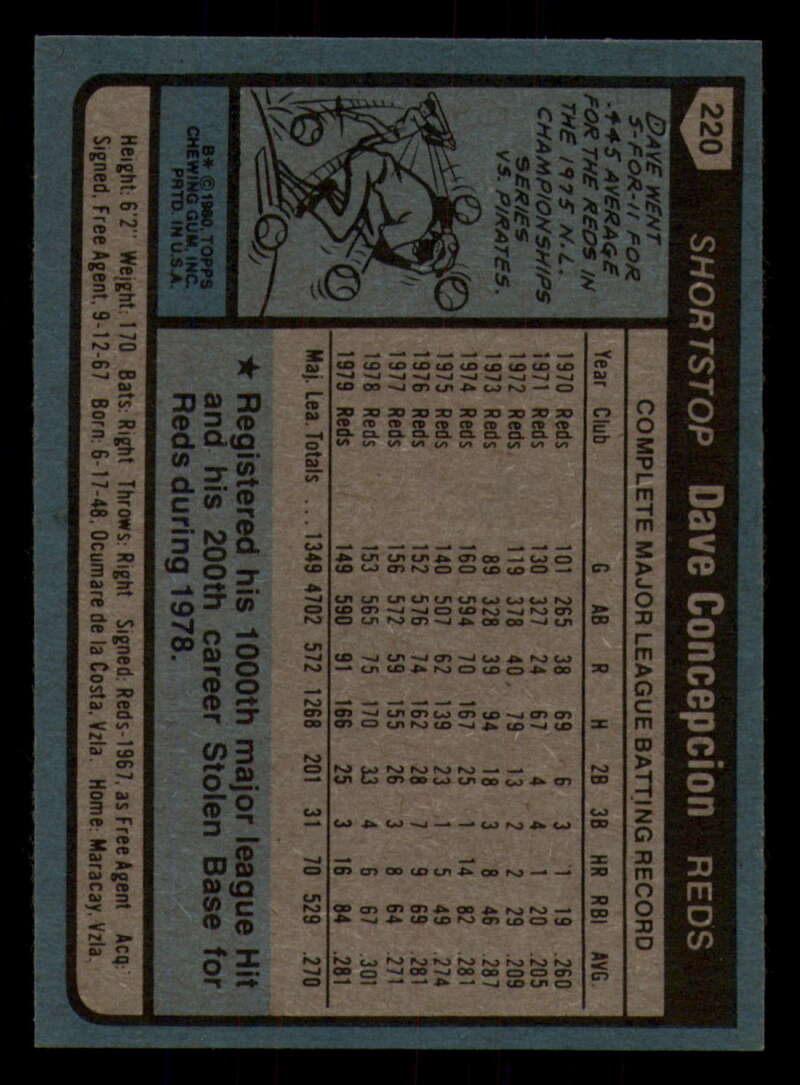 220
SHORTSTOP Dave Concepcion REDS
DAVE WENT
5-FOR-11 FOR
.445 AVERAGE
FOR THE REDS IN
THE 1975 N.L.
CHAMPIONSHIPS
SERIES
VS. PIRATES.
B* © 1980, TOPPS
CHEWING GUM, INC.
PRTD. IN U.S.A.
COMPLETE MAJOR LEAGUE BATTING RECORD
Year Club G AB R H 2B 3B HR RBI AVG.
1970 Reds 101 265 38 69 6 3 1 19 .260
1971 Reds 130 327 24 67 4 4 1 20 .205
1972 Reds 119 378 40 79 13 2 2 29 .209
1973 Reds 89 328 39 94 18 3 8 46 .287
1974 Reds 160 594 70 167 25 1 14 82 .281
1975 Reds 140 507 62 139 23 1 5 49 .274
1976 Reds 152 576 74 162 28 7 9 69 .281
1977 Reds 156 572 59 155 26 3 8 64 .271
1978 Reds 153 565 75 170 33 4 6 67 .301
1979 Reds 149 590 91 166 25 3 16 84 .281
Maj. Lea. Totals ... 1349 4702 572 1268 201 31 70 529 .270
★ Registered his 1000th major league Hit
and his 200th career Stolen Base for
Reds during 1978.
Height: 6'2" Weight: 170 Bats: Right Throws: Right Signed: Reds-1967, as Free Agent Acq:
Signed, Free Agent, 9-12-67 Born: 6-17-48, Ocumare de la Costa, Vzla. Home: Maracay, Vzla.